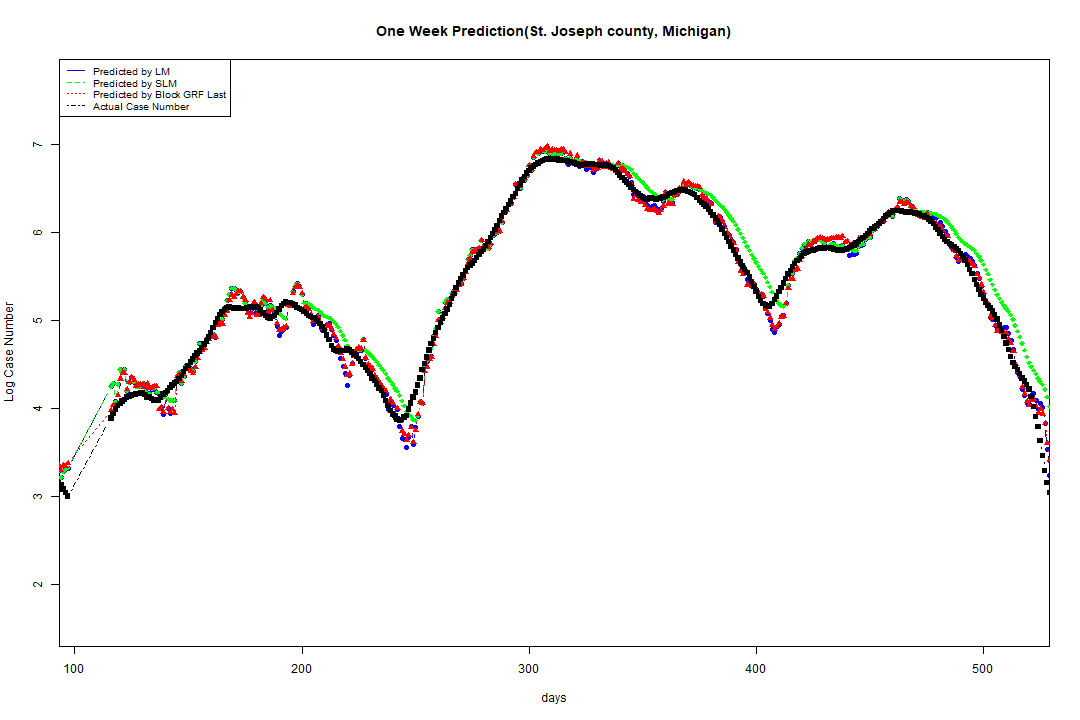 One Week Prediction(St. Joseph county, Michigan)
Predicted by LM
Predicted by SLM
Predicted by Block GRF Last
Actual Case Number
7
6
5
4
3
2
Log Case Number
100 200 300 400 500
days